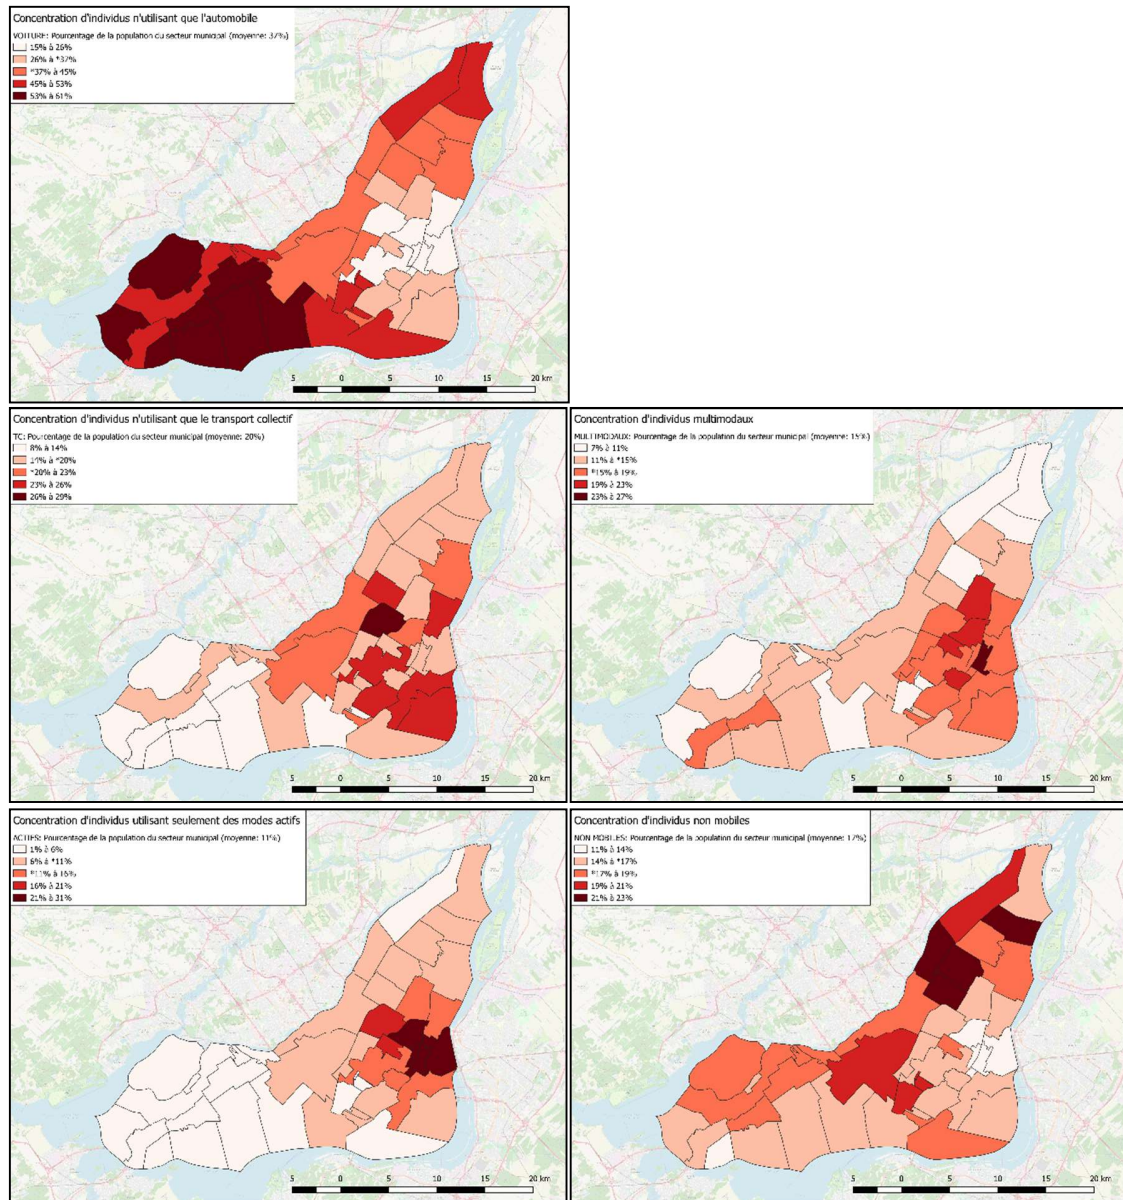 Concentration d'individus n'utilisant que l'automobile
VOITURE: Pourcentage de la population du secteur municipal (moyenne: 37%)
15% à 26%
26% à *37%
*37% à 45%
45% à 53%
53% à 61%
5 0 5 10 15 20 km
Concentration d'individus n'utilisant que le transport collectif
TC: Pourcentage de la population du secteur municipal (moyenne: 20%)
8% à 14%
14% à *20%
*20% à 23%
23% à 26%
26% à 29%
5 0 5 10 15 20 km
Concentration d'individus multimodaux
MULTIMODAUX: Pourcentage de la population du secteur municipal (moyenne: 15%)
7% à 11%
11% à *15%
*15% à 19%
19% à 23%
23% à 27%
5 0 5 10 15 20 km
Concentration d'individus utilisant seulement des modes actifs
ACTIFS: Pourcentage de la population du secteur municipal (moyenne: 11%)
1% à 6%
6% à *11%
*11% à 16%
16% à 21%
21% à 31%
5 0 5 10 15 20 km
Concentration d'individus non mobiles
NON MOBILES: Pourcentage de la population du secteur municipal (moyenne: 17%)
11% à 14%
14% à *17%
*17% à 19%
19% à 21%
21% à 23%
5 0 5 10 15 20 km